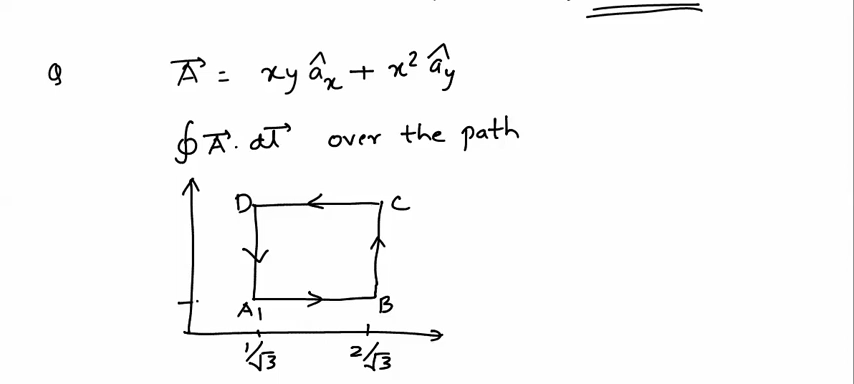 Q A⃗ = xy âx + x² ây
∮ A⃗ . dl⃗ over the path
D C
A B
1/√3 2/√3